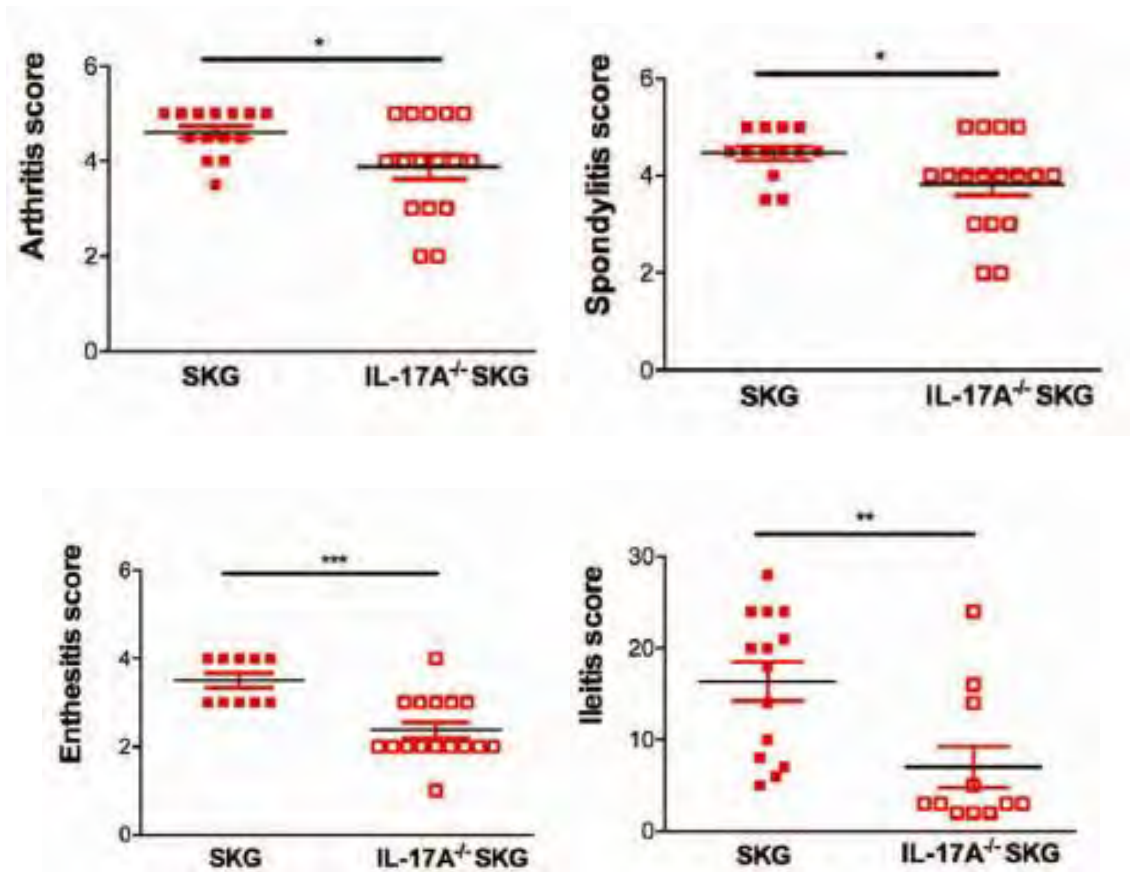 *
Arthritis score
6
4
2
0
SKG
IL-17A-/- SKG
*
Spondylitis score
6
4
2
0
SKG
IL-17A-/- SKG
***
Enthesitis score
6
4
2
0
SKG
IL-17A-/- SKG
**
Ileitis score
30
20
10
0
SKG
IL-17A-/- SKG